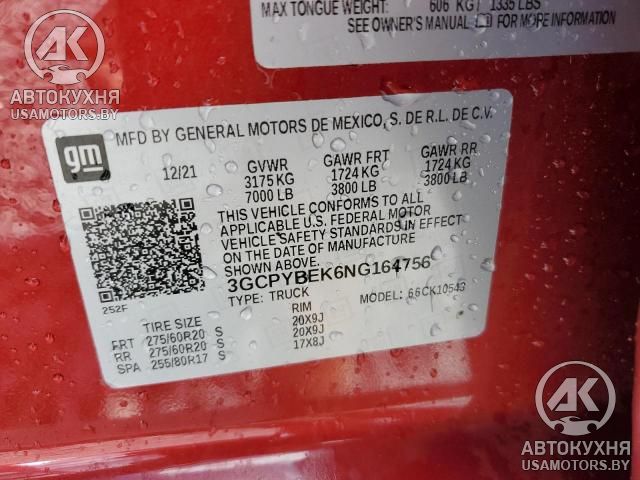 MAX TONGUE WEIGHT: 606 KG / 1335 LBS
SEE OWNER'S MANUAL FOR MORE INFORMATION
AK
АВТОКУХНЯ
USAMOTORS.BY
gm
MFD BY GENERAL MOTORS DE MEXICO, S. DE R.L. DE C.V.
12/21 GVWR GAWR FRT GAWR RR
3175 KG 1724 KG 1724 KG
7000 LB 3800 LB 3800 LB
THIS VEHICLE CONFORMS TO ALL
APPLICABLE U.S. FEDERAL MOTOR
VEHICLE SAFETY STANDARDS IN EFFECT
ON THE DATE OF MANUFACTURE
SHOWN ABOVE.
3GCPYBEK6NG164756
TYPE: TRUCK MODEL: 66CK10543
252F
TIRE SIZE RIM
FRT 275/60R20 S 20X9J
RR 275/60R20 S 20X9J
SPA 255/80R17 S 17X8J
AK
АВТОКУХНЯ
USAMOTORS.BY